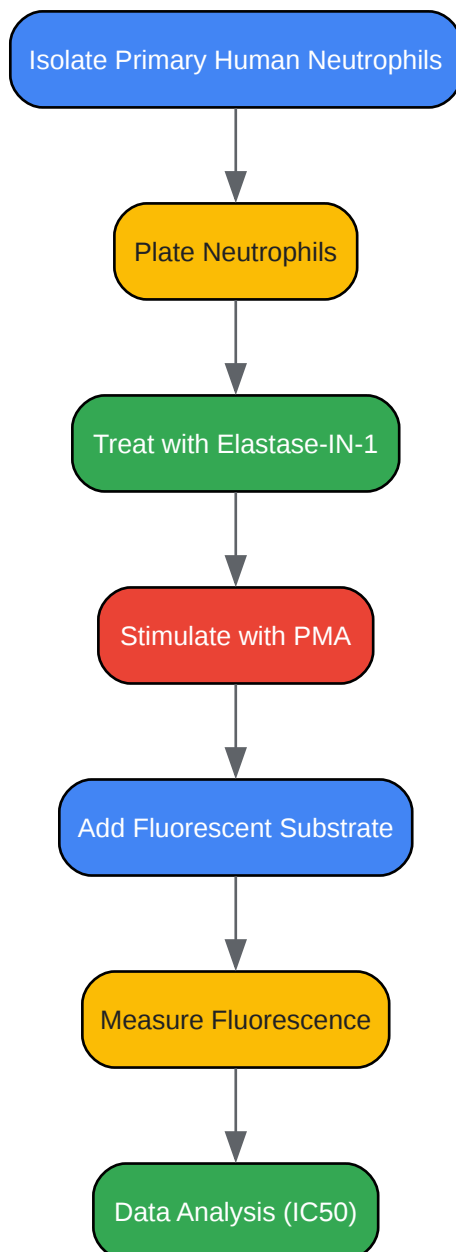 Isolate Primary Human Neutrophils
Plate Neutrophils
Treat with Elastase-IN-1
Stimulate with PMA
Add Fluorescent Substrate
Measure Fluorescence
Data Analysis (IC50)